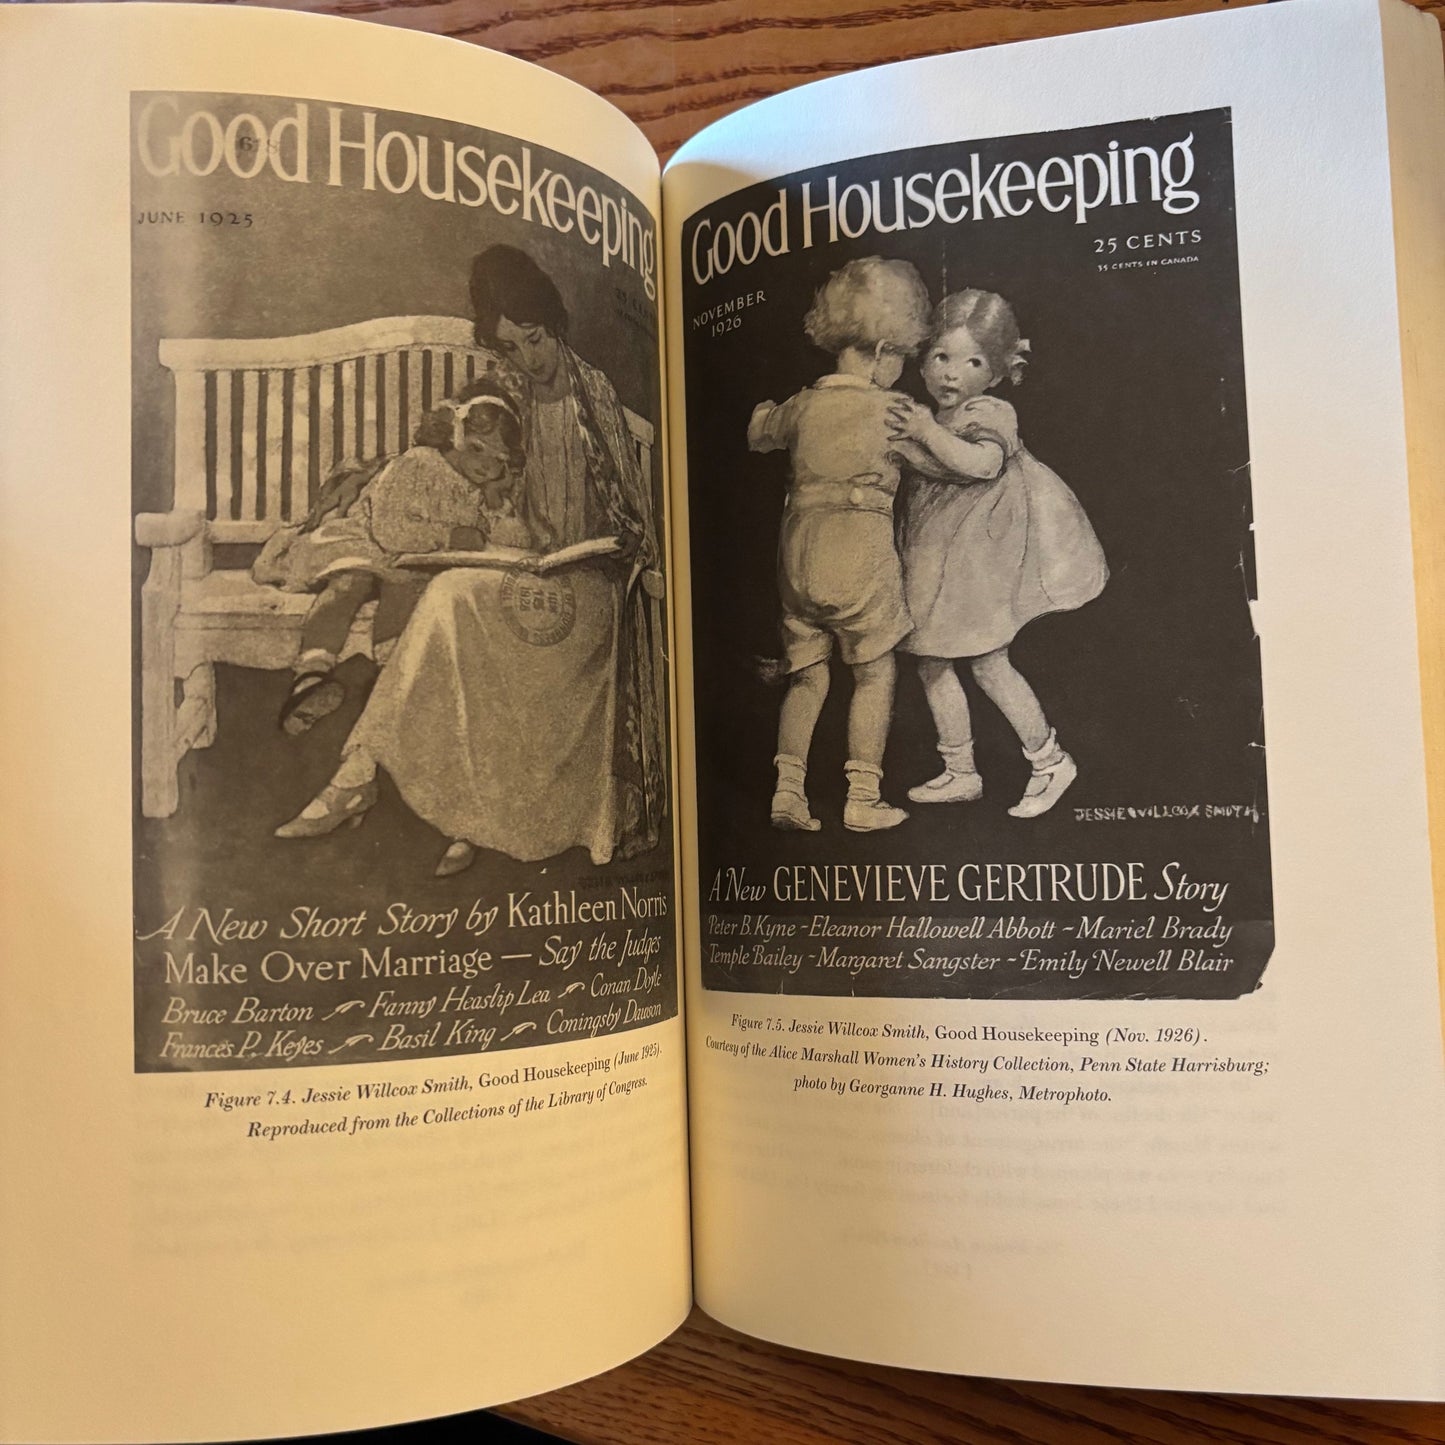 Good Housekeeping
JUNE 1925
A New Short Story by Kathleen Norris
Make Over Marriage — Say the Judges
Bruce Barton ~ Fanny Heaslip Lea ~ Conan Doyle
Frances P. Keyes ~ Basil King ~ Coningsby Dawson
Figure 7.4. Jessie Willcox Smith, Good Housekeeping (June 1925).
Reproduced from the Collections of the Library of Congress.
Good Housekeeping
25 CENTS
35 CENTS IN CANADA
NOVEMBER
1926
JESSIE WILLCOX SMITH
A New GENEVIEVE GERTRUDE Story
Peter B. Kyne ~ Eleanor Hallowell Abbott ~ Mariel Brady
Temple Bailey ~ Margaret Sangster ~ Emily Newell Blair
Figure 7.5. Jessie Willcox Smith, Good Housekeeping (Nov. 1926).
Courtesy of the Alice Marshall Women's History Collection, Penn State Harrisburg;
photo by Georganne H. Hughes, Metrophoto.